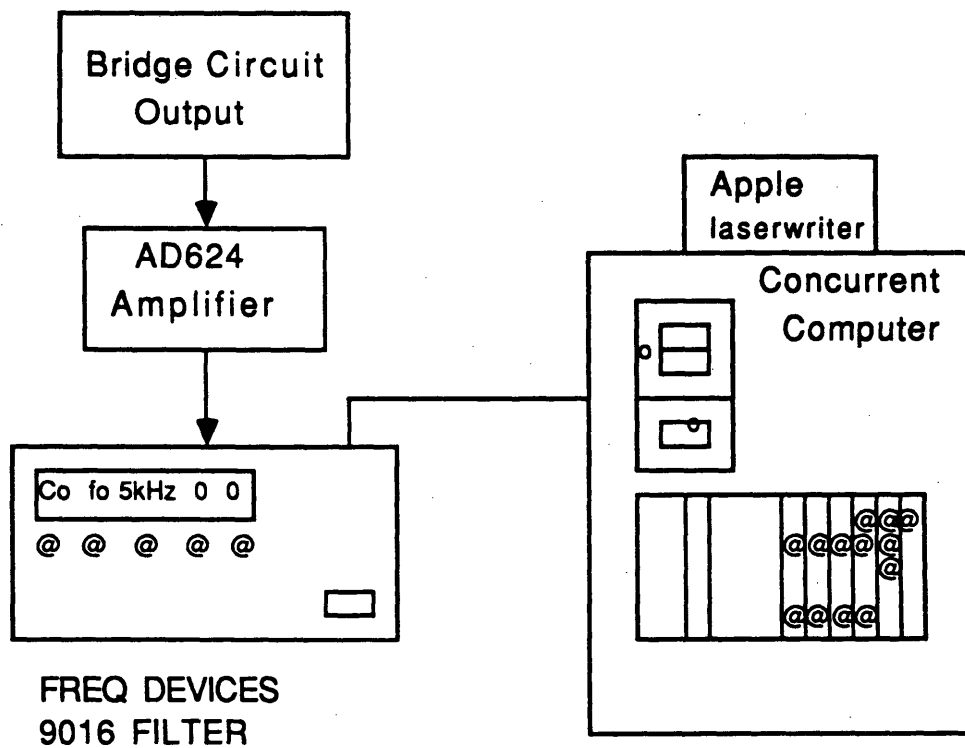 Bridge Circuit
Output
AD624
Amplifier
Co fo 5kHz 0 0
@ @ @ @ @
FREQ DEVICES
9016 FILTER
Apple
laserwriter
Concurrent
Computer
@ @ @
@ @ @ @ @
@
@ @ @ @